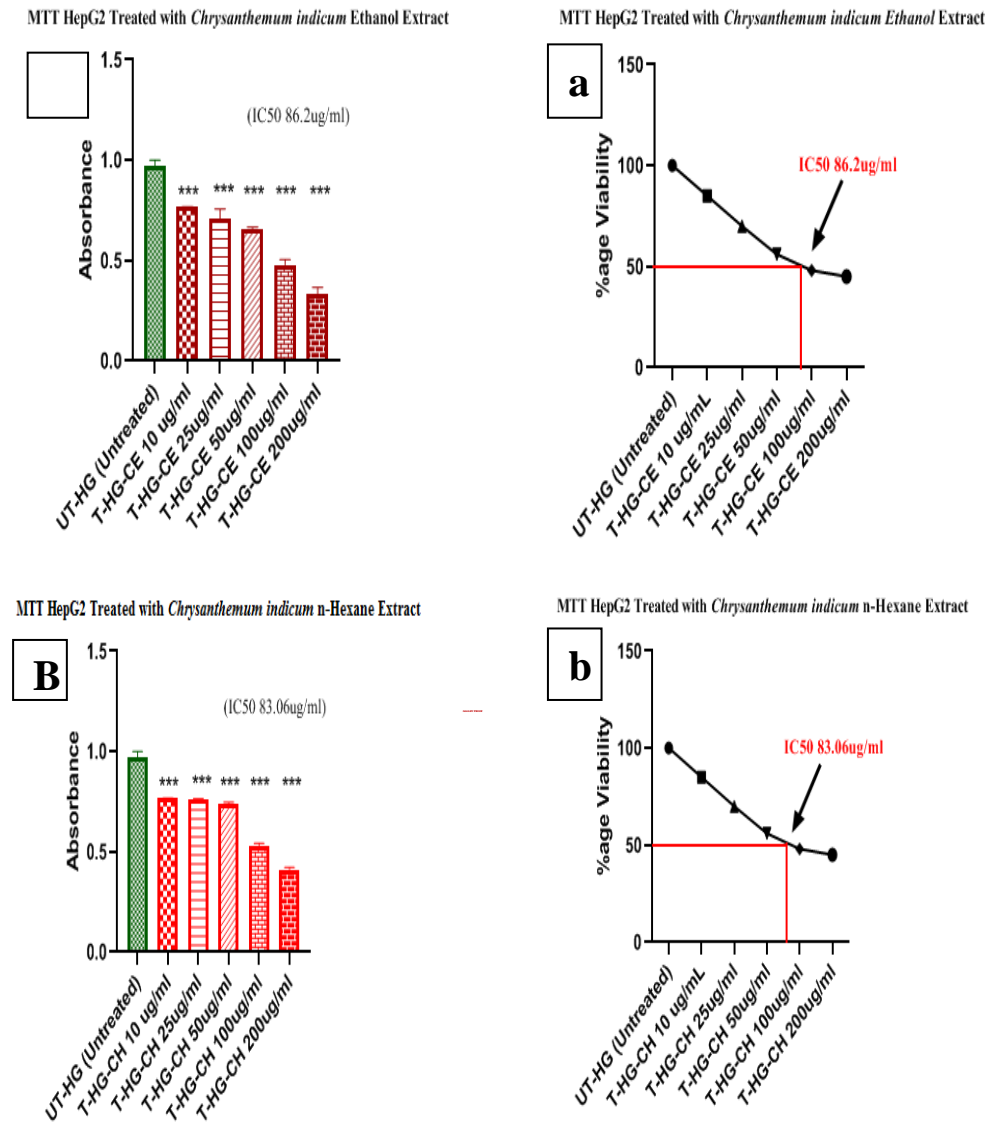 MTT HepG2 Treated with Chrysanthemum indicum Ethanol Extract
1.5
1.0
0.5
0.0
Absorbance
(IC50 86.2ug/ml)
***
***
***
***
***
UT-HG (Untreated)
T-HG-CE 10 ug/ml
T-HG-CE 25ug/ml
T-HG-CE 50ug/ml
T-HG-CE 100ug/ml
T-HG-CE 200ug/ml
MTT HepG2 Treated with Chrysanthemum indicum Ethanol Extract
a
150
100
50
0
%age Viability
IC50 86.2ug/ml
UT-HG (Untreated)
T-HG-CE 10 ug/mL
T-HG-CE 25ug/ml
T-HG-CE 50ug/ml
T-HG-CE 100ug/ml
T-HG-CE 200ug/ml
MTT HepG2 Treated with Chrysanthemum indicum n-Hexane Extract
B
1.5
1.0
0.5
0.0
Absorbance
(IC50 83.06ug/ml)
***
***
***
***
***
UT-HG (Untreated)
T-HG-CH 10 ug/ml
T-HG-CH 25ug/ml
T-HG-CH 50ug/ml
T-HG-CH 100ug/ml
T-HG-CH 200ug/ml
MTT HepG2 Treated with Chrysanthemum indicum n-Hexane Extract
b
150
100
50
0
%age Viability
IC50 83.06ug/ml
UT-HG (Untreated)
T-HG-CH 10 ug/mL
T-HG-CH 25ug/ml
T-HG-CH 50ug/ml
T-HG-CH 100ug/ml
T-HG-CH 200ug/ml